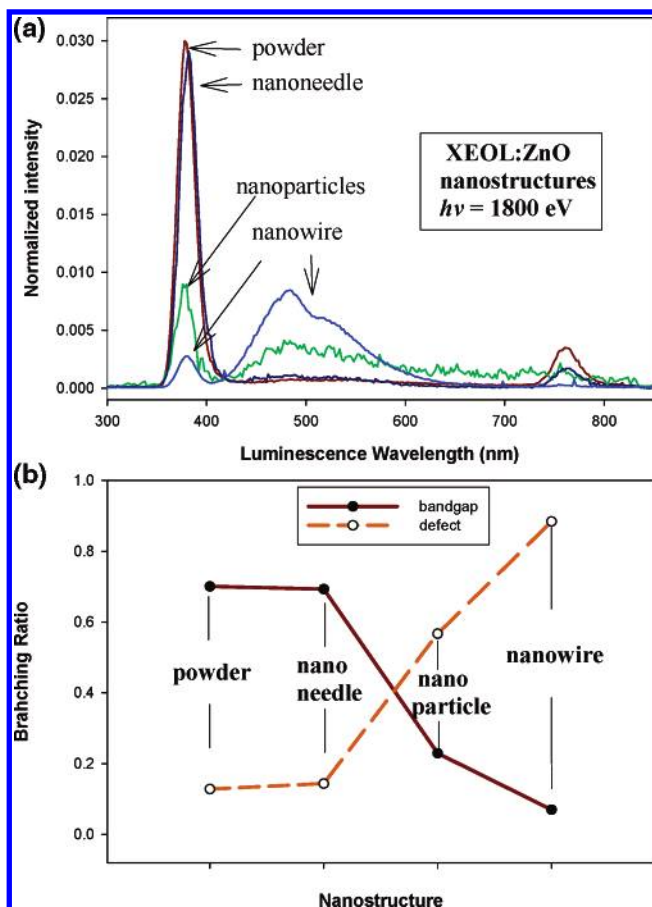 (a)
0.030
0.025
0.020
0.015
0.010
0.005
0.000
Normalized intensity
powder
nanoneedle
nanoparticles
nanowire
XEOL:ZnO
nanostructures
hν = 1800 eV
300 400 500 600 700 800
Luminescence Wavelength (nm)
(b)
1.0
0.8
0.6
0.4
0.2
0.0
Brahching Ratio
bandgap
defect
powder
nano
needle
nano
particle
nanowire
Nanostructure